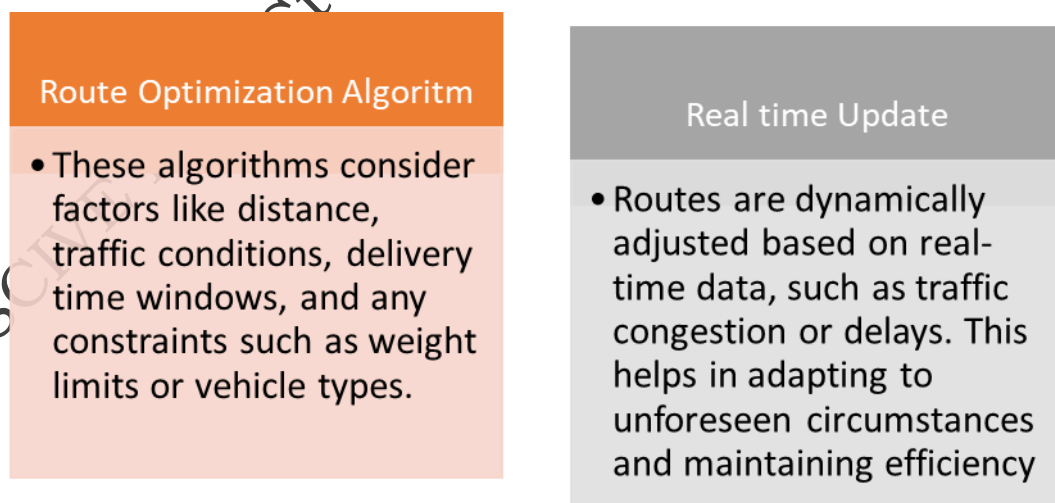 Route Optimization Algoritm
• These algorithms consider
factors like distance,
traffic conditions, delivery
time windows, and any
constraints such as weight
limits or vehicle types.
Real time Update
• Routes are dynamically
adjusted based on real-
time data, such as traffic
congestion or delays. This
helps in adapting to
unforeseen circumstances
and maintaining efficiency